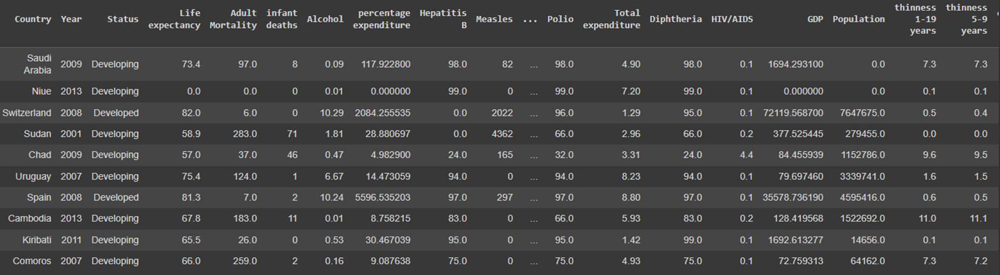 Country Year Status Life expectancy Adult Mortality infant deaths Alcohol percentage expenditure Hepatitis B Measles ... Polio Total expenditure Diphtheria HIV/AIDS GDP Population thinness 1-19 years thinness 5-9 years
Saudi Arabia 2009 Developing 73.4 97.0 8 0.09 117.922800 98.0 82 ... 98.0 4.90 98.0 0.1 1694.293100 0.0 7.3 7.3
Niue 2013 Developing 0.0 0.0 0 0.01 0.000000 99.0 0 ... 99.0 7.20 99.0 0.1 0.000000 0.0 0.1 0.1
Switzerland 2008 Developed 82.0 6.0 0 10.29 2084.255535 0.0 2022 ... 96.0 1.29 95.0 0.1 72119.568700 7647675.0 0.5 0.4
Sudan 2001 Developing 58.9 283.0 71 1.81 28.880697 0.0 4362 ... 66.0 2.96 66.0 0.2 377.525445 279455.0 0.0 0.0
Chad 2009 Developing 57.0 37.0 46 0.47 4.982900 24.0 165 ... 32.0 3.31 24.0 4.4 84.455939 1152786.0 9.6 9.5
Uruguay 2007 Developing 75.4 124.0 1 6.67 14.473059 94.0 0 ... 94.0 8.23 94.0 0.1 79.697460 3339741.0 1.6 1.5
Spain 2008 Developed 81.3 7.0 2 10.24 5596.535203 97.0 297 ... 97.0 8.80 97.0 0.1 35578.736190 4595416.0 0.6 0.5
Cambodia 2013 Developing 67.8 183.0 11 0.01 8.758215 83.0 0 ... 66.0 5.93 83.0 0.2 128.419568 1522692.0 11.0 11.1
Kiribati 2011 Developing 65.5 26.0 0 0.53 30.467039 95.0 0 ... 95.0 1.42 99.0 0.1 1692.613277 14656.0 0.1 0.1
Comoros 2007 Developing 66.0 259.0 2 0.16 9.087638 75.0 0 ... 75.0 4.93 75.0 0.1 72.759313 64162.0 7.3 7.2